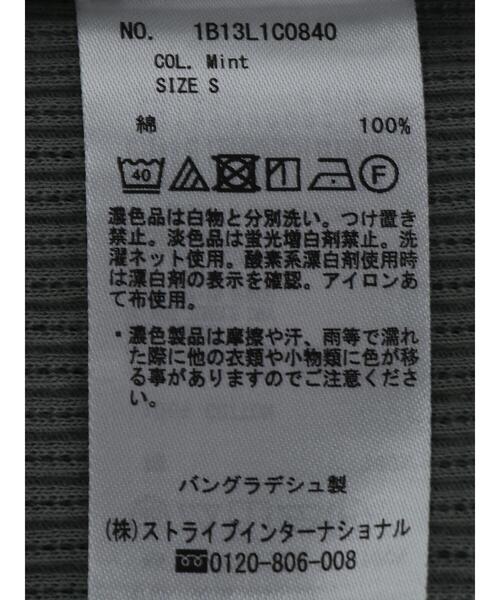 NO. 1B13L1C0840
COL. Mint
SIZE S
綿 100%
40 F
濃色品は白物と分別洗い。つけ置き
禁止。淡色品は蛍光増白剤禁止。洗
濯ネット使用。酸素系漂白剤使用時
は漂白剤の表示を確認。アイロンあ
て布使用。
・濃色製品は摩擦や汗、雨等で濡れ
た際に他の衣類や小物類に色が移
る事がありますのでご注意くださ
い。
バングラデシュ製
(株)ストライプインターナショナル
0120-806-008